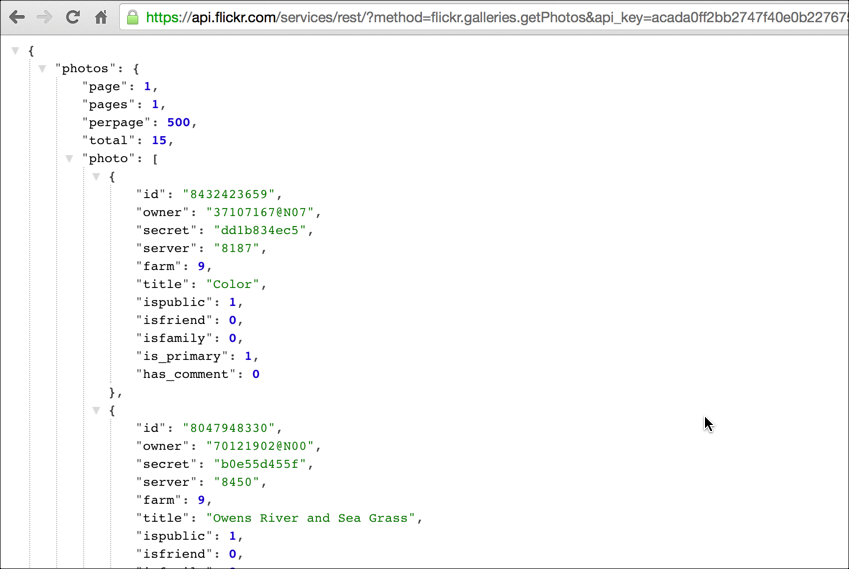 https://api.flickr.com/services/rest/?method=flickr.galleries.getPhotos&api_key=acada0ff2bb2747f40e0b22767
{
"photos": {
"page": 1,
"pages": 1,
"perpage": 500,
"total": 15,
"photo": [
{
"id": "8432423659",
"owner": "37107167@N07",
"secret": "dd1b834ec5",
"server": "8187",
"farm": 9,
"title": "Color",
"ispublic": 1,
"isfriend": 0,
"isfamily": 0,
"is_primary": 1,
"has_comment": 0
},
{
"id": "8047948330",
"owner": "70121902@N00",
"secret": "b0e55d455f",
"server": "8450",
"farm": 9,
"title": "Owens River and Sea Grass",
"ispublic": 1,
"isfriend": 0,